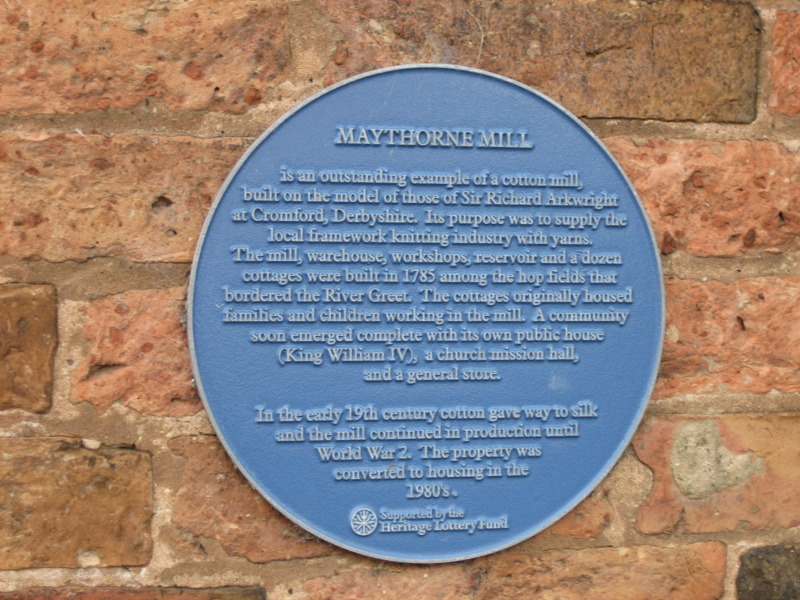 MAYTHORNE MILL
is an outstanding example of a cotton mill,
built on the model of those of Sir Richard Arkwright
at Cromford, Derbyshire. Its purpose was to supply the
local framework knitting industry with yarns.
The mill, warehouse, workshops, reservoir and a dozen
cottages were built in 1785 among the hop fields that
bordered the River Greet. The cottages originally housed
families and children working in the mill. A community
soon emerged complete with its own public house
(King William IV), a church mission hall,
and a general store.
In the early 19th century cotton gave way to silk
and the mill continued in production until
World War 2. The property was
converted to housing in the
1980's.
Supported by the
Heritage Lottery Fund